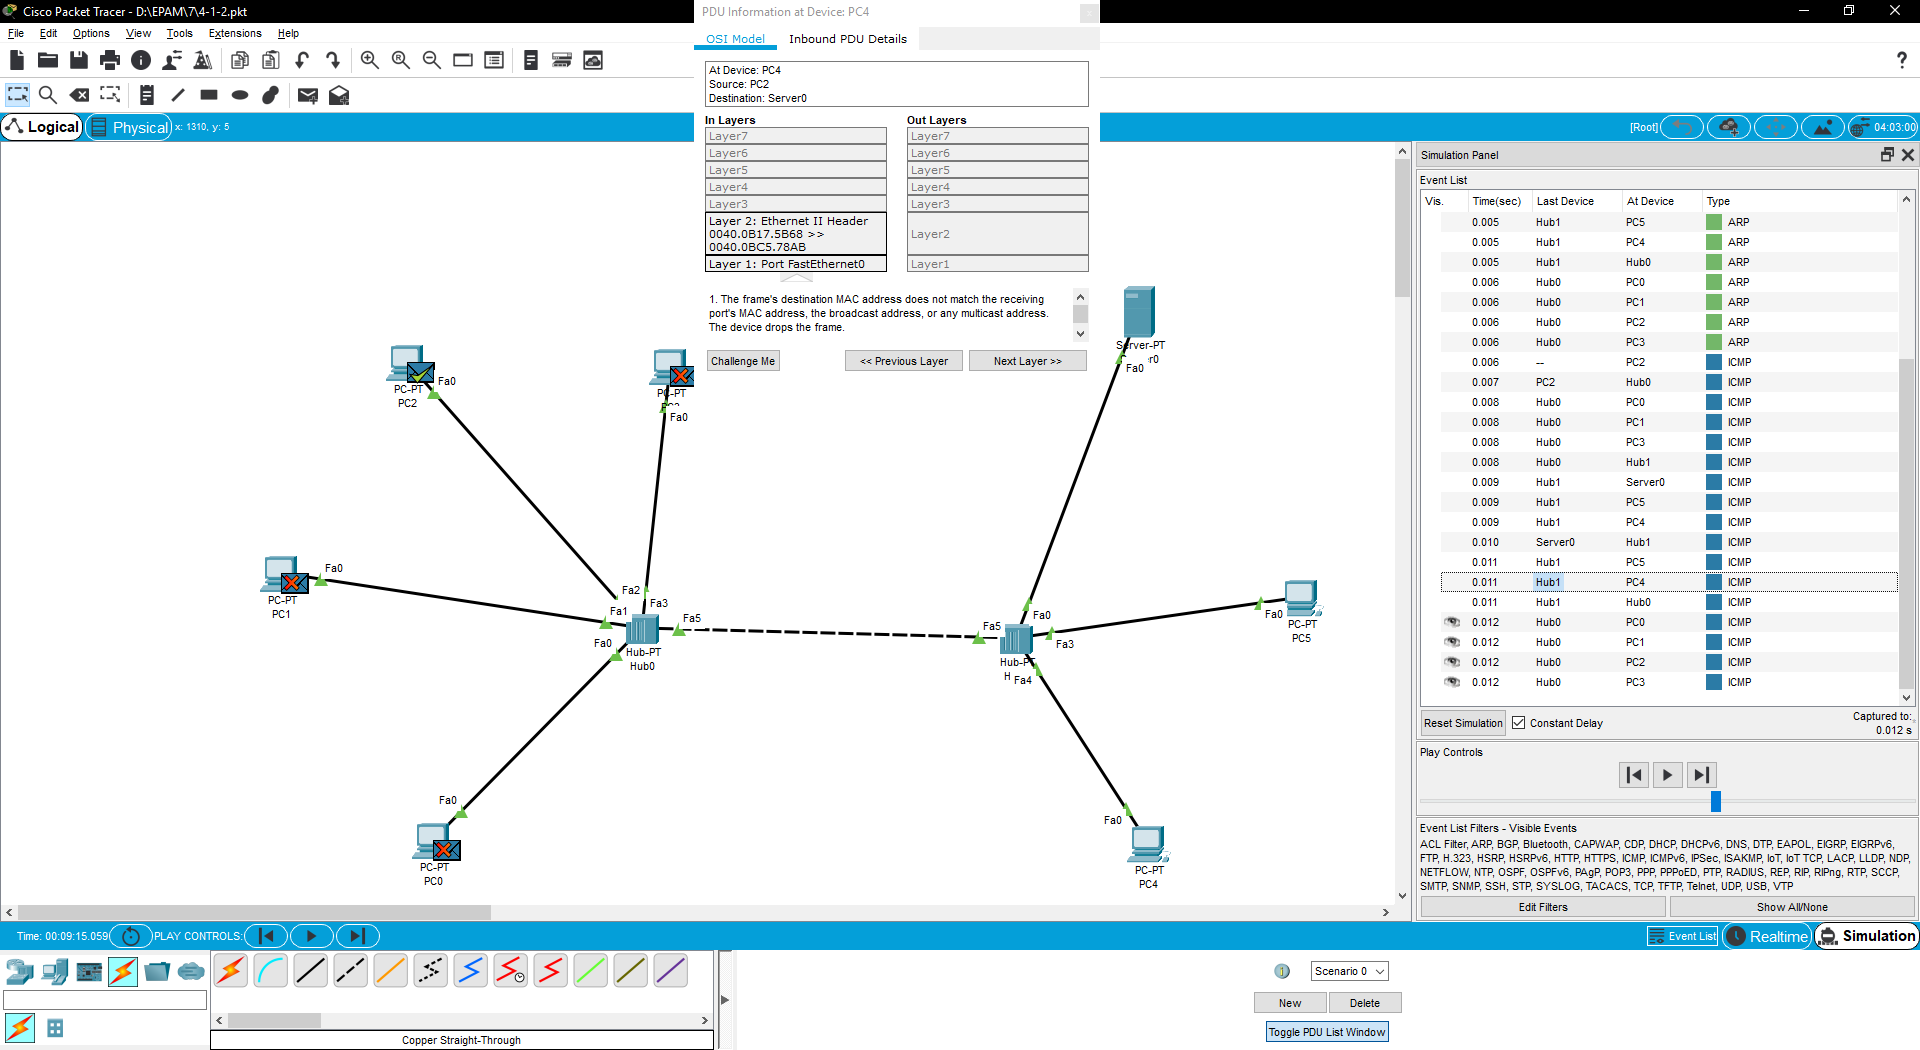 Cisco Packet Tracer - D:\EPAM\7\4-1-2.pkt
File Edit Options View Tools Extensions Help
Logical
Physical
x: 1310, y: 5
[Root]
04:03:00
PDU Information at Device: PC4
OSI Model
Inbound PDU Details
At Device: PC4
Source: PC2
Destination: Server0
In Layers
Out Layers
Layer7
Layer7
Layer6
Layer6
Layer5
Layer5
Layer4
Layer4
Layer3
Layer3
Layer 2: Ethernet II Header
0040.0B17.5B68 >>
0040.0BC5.78AB
Layer2
Layer 1: Port FastEthernet0
Layer1
1. The frame's destination MAC address does not match the receiving
port's MAC address, the broadcast address, or any multicast address.
The device drops the frame.
Challenge Me
<< Previous Layer
Next Layer >>
PC-PT
PC2
Fa0
PC-PT
Fa0
Server-PT
Fa0
PC-PT
PC1
Fa0
Fa2
Fa1
Fa3
Fa5
Fa0
Hub-PT
Hub0
Fa5
Fa0
Fa3
Fa4
Fa0
PC-PT
PC5
Fa0
PC-PT
PC0
Fa0
PC-PT
PC4
Simulation Panel
Event List
Vis. Time(sec) Last Device At Device Type
0.005 Hub1 PC5 ARP
0.005 Hub1 PC4 ARP
0.005 Hub1 Hub0 ARP
0.006 Hub0 PC0 ARP
0.006 Hub0 PC1 ARP
0.006 Hub0 PC2 ARP
0.006 Hub0 PC3 ARP
0.006 -- PC2 ICMP
0.007 PC2 Hub0 ICMP
0.008 Hub0 PC0 ICMP
0.008 Hub0 PC1 ICMP
0.008 Hub0 PC3 ICMP
0.008 Hub0 Hub1 ICMP
0.009 Hub1 Server0 ICMP
0.009 Hub1 PC5 ICMP
0.009 Hub1 PC4 ICMP
0.010 Server0 Hub1 ICMP
0.011 Hub1 PC5 ICMP
0.011 Hub1 PC4 ICMP
0.011 Hub1 Hub0 ICMP
0.012 Hub0 PC0 ICMP
0.012 Hub0 PC1 ICMP
0.012 Hub0 PC2 ICMP
0.012 Hub0 PC3 ICMP
Reset Simulation
Constant Delay
Captured to:
0.012 s
Play Controls
Event List Filters - Visible Events
ACL Filter, ARP, BGP, Bluetooth, CAPWAP, CDP, DHCP, DHCPv6, DNS, DTP, EAPOL, EIGRP, EIGRPv6,
FTP, H.323, HSRP, HSRPv6, HTTP, HTTPS, ICMP, ICMPv6, IPSec, ISAKMP, IoT, IoT TCP, LACP, LLDP, NDP,
NETFLOW, NTP, OSPF, OSPFv6, PAgP, POP3, PPP, PPPoED, PTP, RADIUS, REP, RIP, RIPng, RTP, SCCP,
SMTP, SNMP, SSH, STP, SYSLOG, TACACS, TCP, TFTP, Telnet, UDP, USB, VTP
Edit Filters
Show All/None
Time: 00:09:15.059
PLAY CONTROLS:
Event List
Realtime
Simulation
Scenario 0
New
Delete
Toggle PDU List Window
Copper Straight-Through